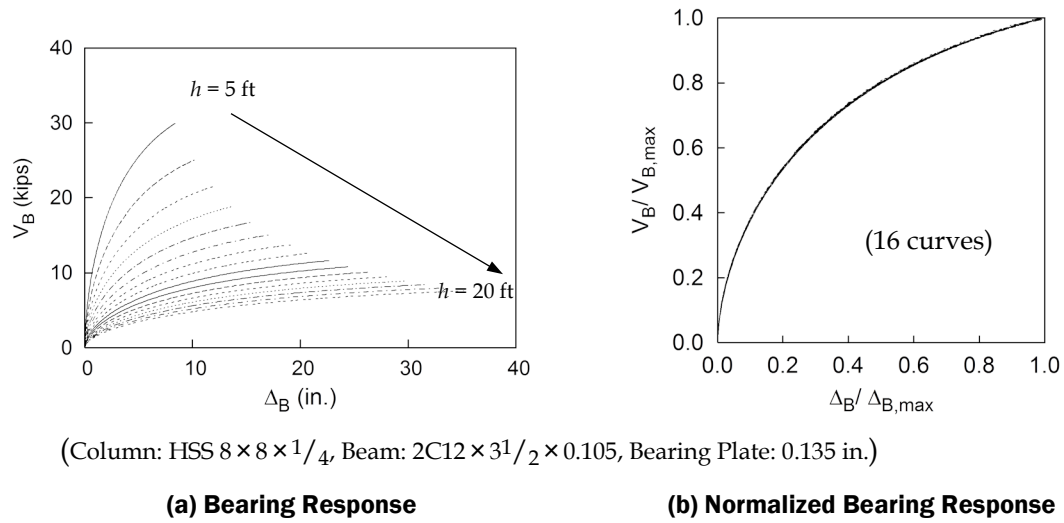 40
30
20
10
0
V_B (kips)
h = 5 ft
h = 20 ft
0 10 20 30 40
Δ_B (in.)
1.0
0.8
0.6
0.4
0.2
0.0
V_B/ V_B,max
(16 curves)
0.0 0.2 0.4 0.6 0.8 1.0
Δ_B/ Δ_B,max
(Column: HSS 8 × 8 × 1/4, Beam: 2C12 × 3 1/2 × 0.105, Bearing Plate: 0.135 in.)
(a) Bearing Response
(b) Normalized Bearing Response